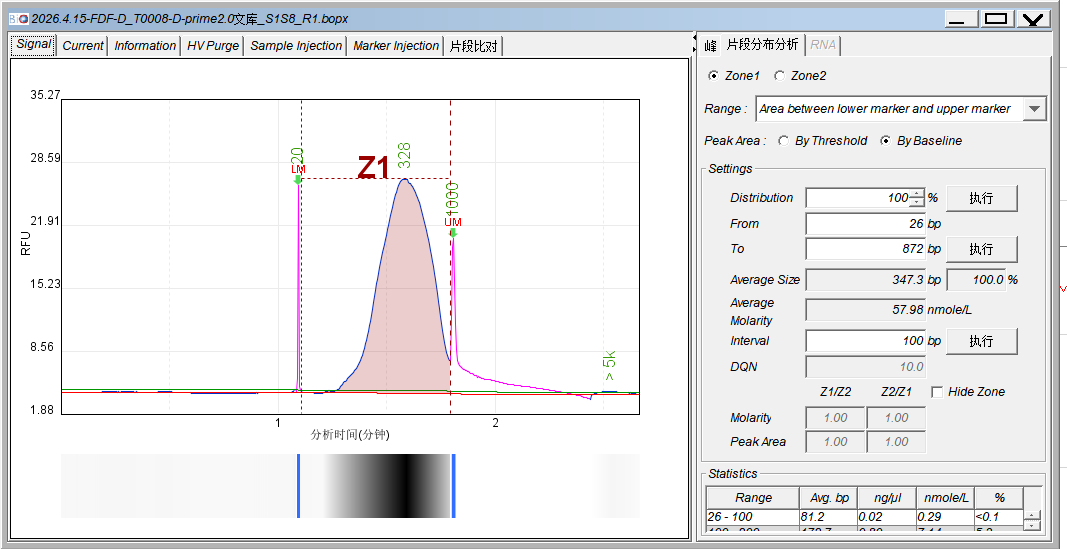 2026.4.15-FDF-D_T0008-D-prime2.0文库_S1S8_R1.bopx
Signal Current Information HV Purge Sample Injection Marker Injection 片段比对
峰 片段分布分析 RNA
Zone1 Zone2
Range : Area between lower marker and upper marker
Peak Area : By Threshold By Baseline
Settings
Distribution 100 % 执行
From 26 bp
To 872 bp 执行
Average Size 347.3 bp 100.0 %
Average
Molarity 57.98 nmole/L
Interval 100 bp 执行
DQN 10.0
Z1/Z2 Z2/Z1 Hide Zone
Molarity 1.00 1.00
Peak Area 1.00 1.00
Statistics
Range Avg. bp ng/µl nmole/L %
26 - 100 81.2 0.02 0.29 <0.1
35.27
28.59
21.91
15.23
8.56
1.88
RFU
20
Z1
328
1000
> 5k
1
2
分析时间(分钟)